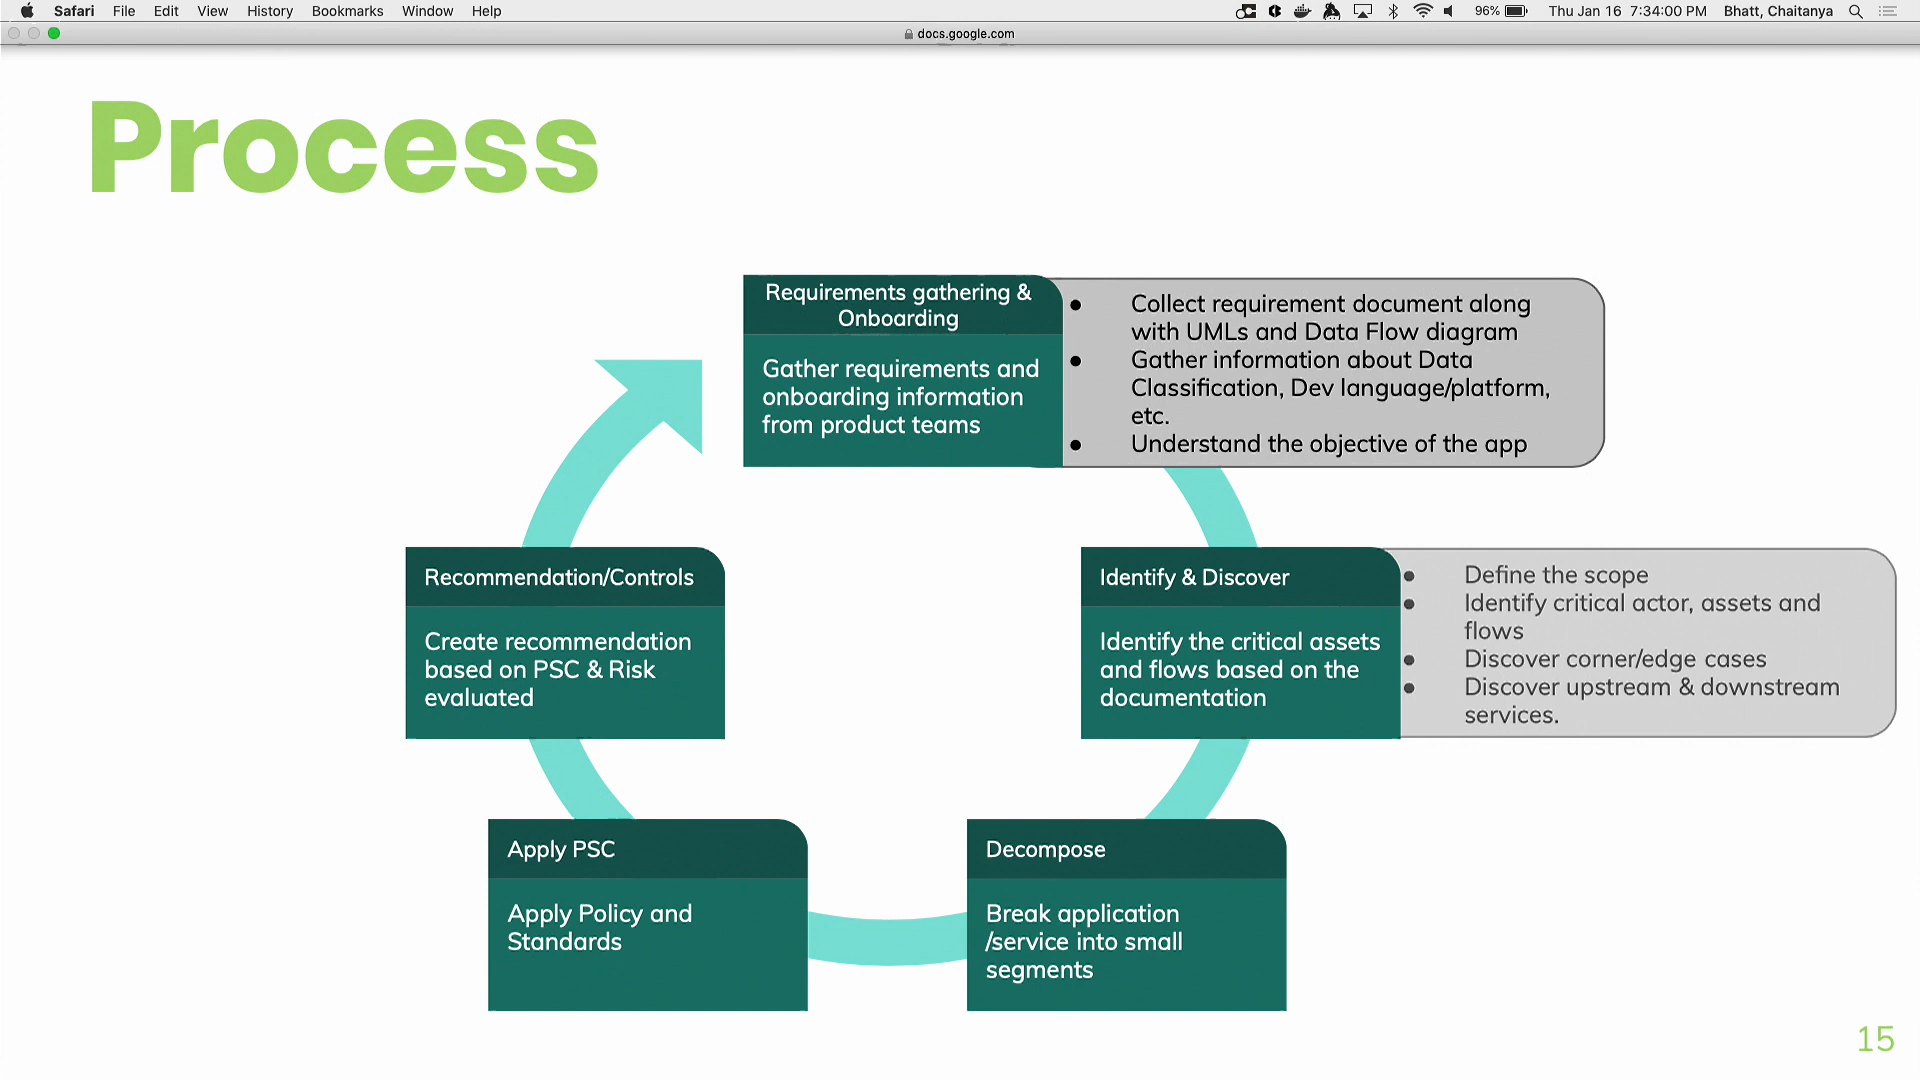 Safari File Edit View History Bookmarks Window Help 96% Thu Jan 16 7:34:00 PM Bhatt, Chaitanya
docs.google.com
Process
Requirements gathering &
Onboarding
Gather requirements and
onboarding information
from product teams
● Collect requirement document along
with UMLs and Data Flow diagram
● Gather information about Data
Classification, Dev language/platform,
etc.
● Understand the objective of the app
Identify & Discover
Identify the critical assets
and flows based on the
documentation
● Define the scope
● Identify critical actor, assets and
flows
● Discover corner/edge cases
● Discover upstream & downstream
services.
Decompose
Break application
/service into small
segments
Apply PSC
Apply Policy and
Standards
Recommendation/Controls
Create recommendation
based on PSC & Risk
evaluated
15